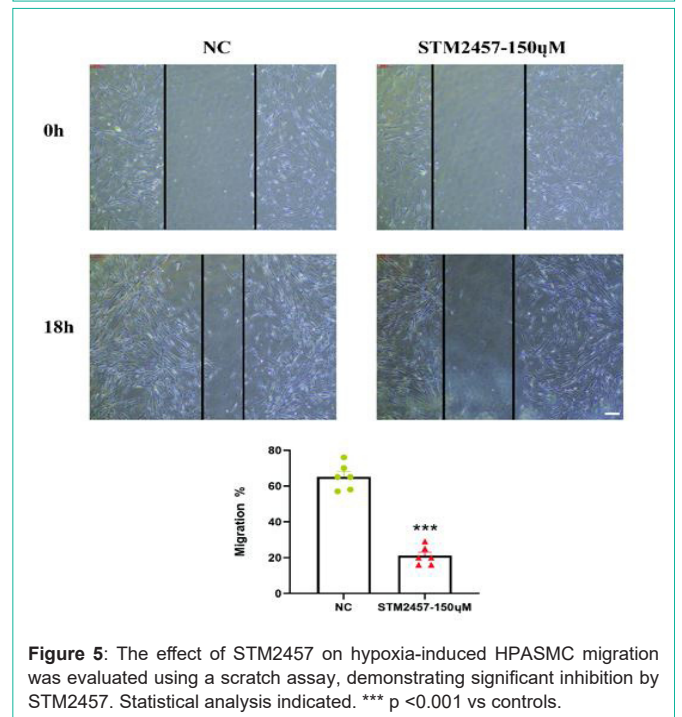 NC STM2457-150ųM
0h
18h
80
60
40
20
0
Migration %
***
NC STM2457-150ųM
Figure 5: The effect of STM2457 on hypoxia-induced HPASMC migration
was evaluated using a scratch assay, demonstrating significant inhibition by
STM2457. Statistical analysis indicated. *** p <0.001 vs controls.